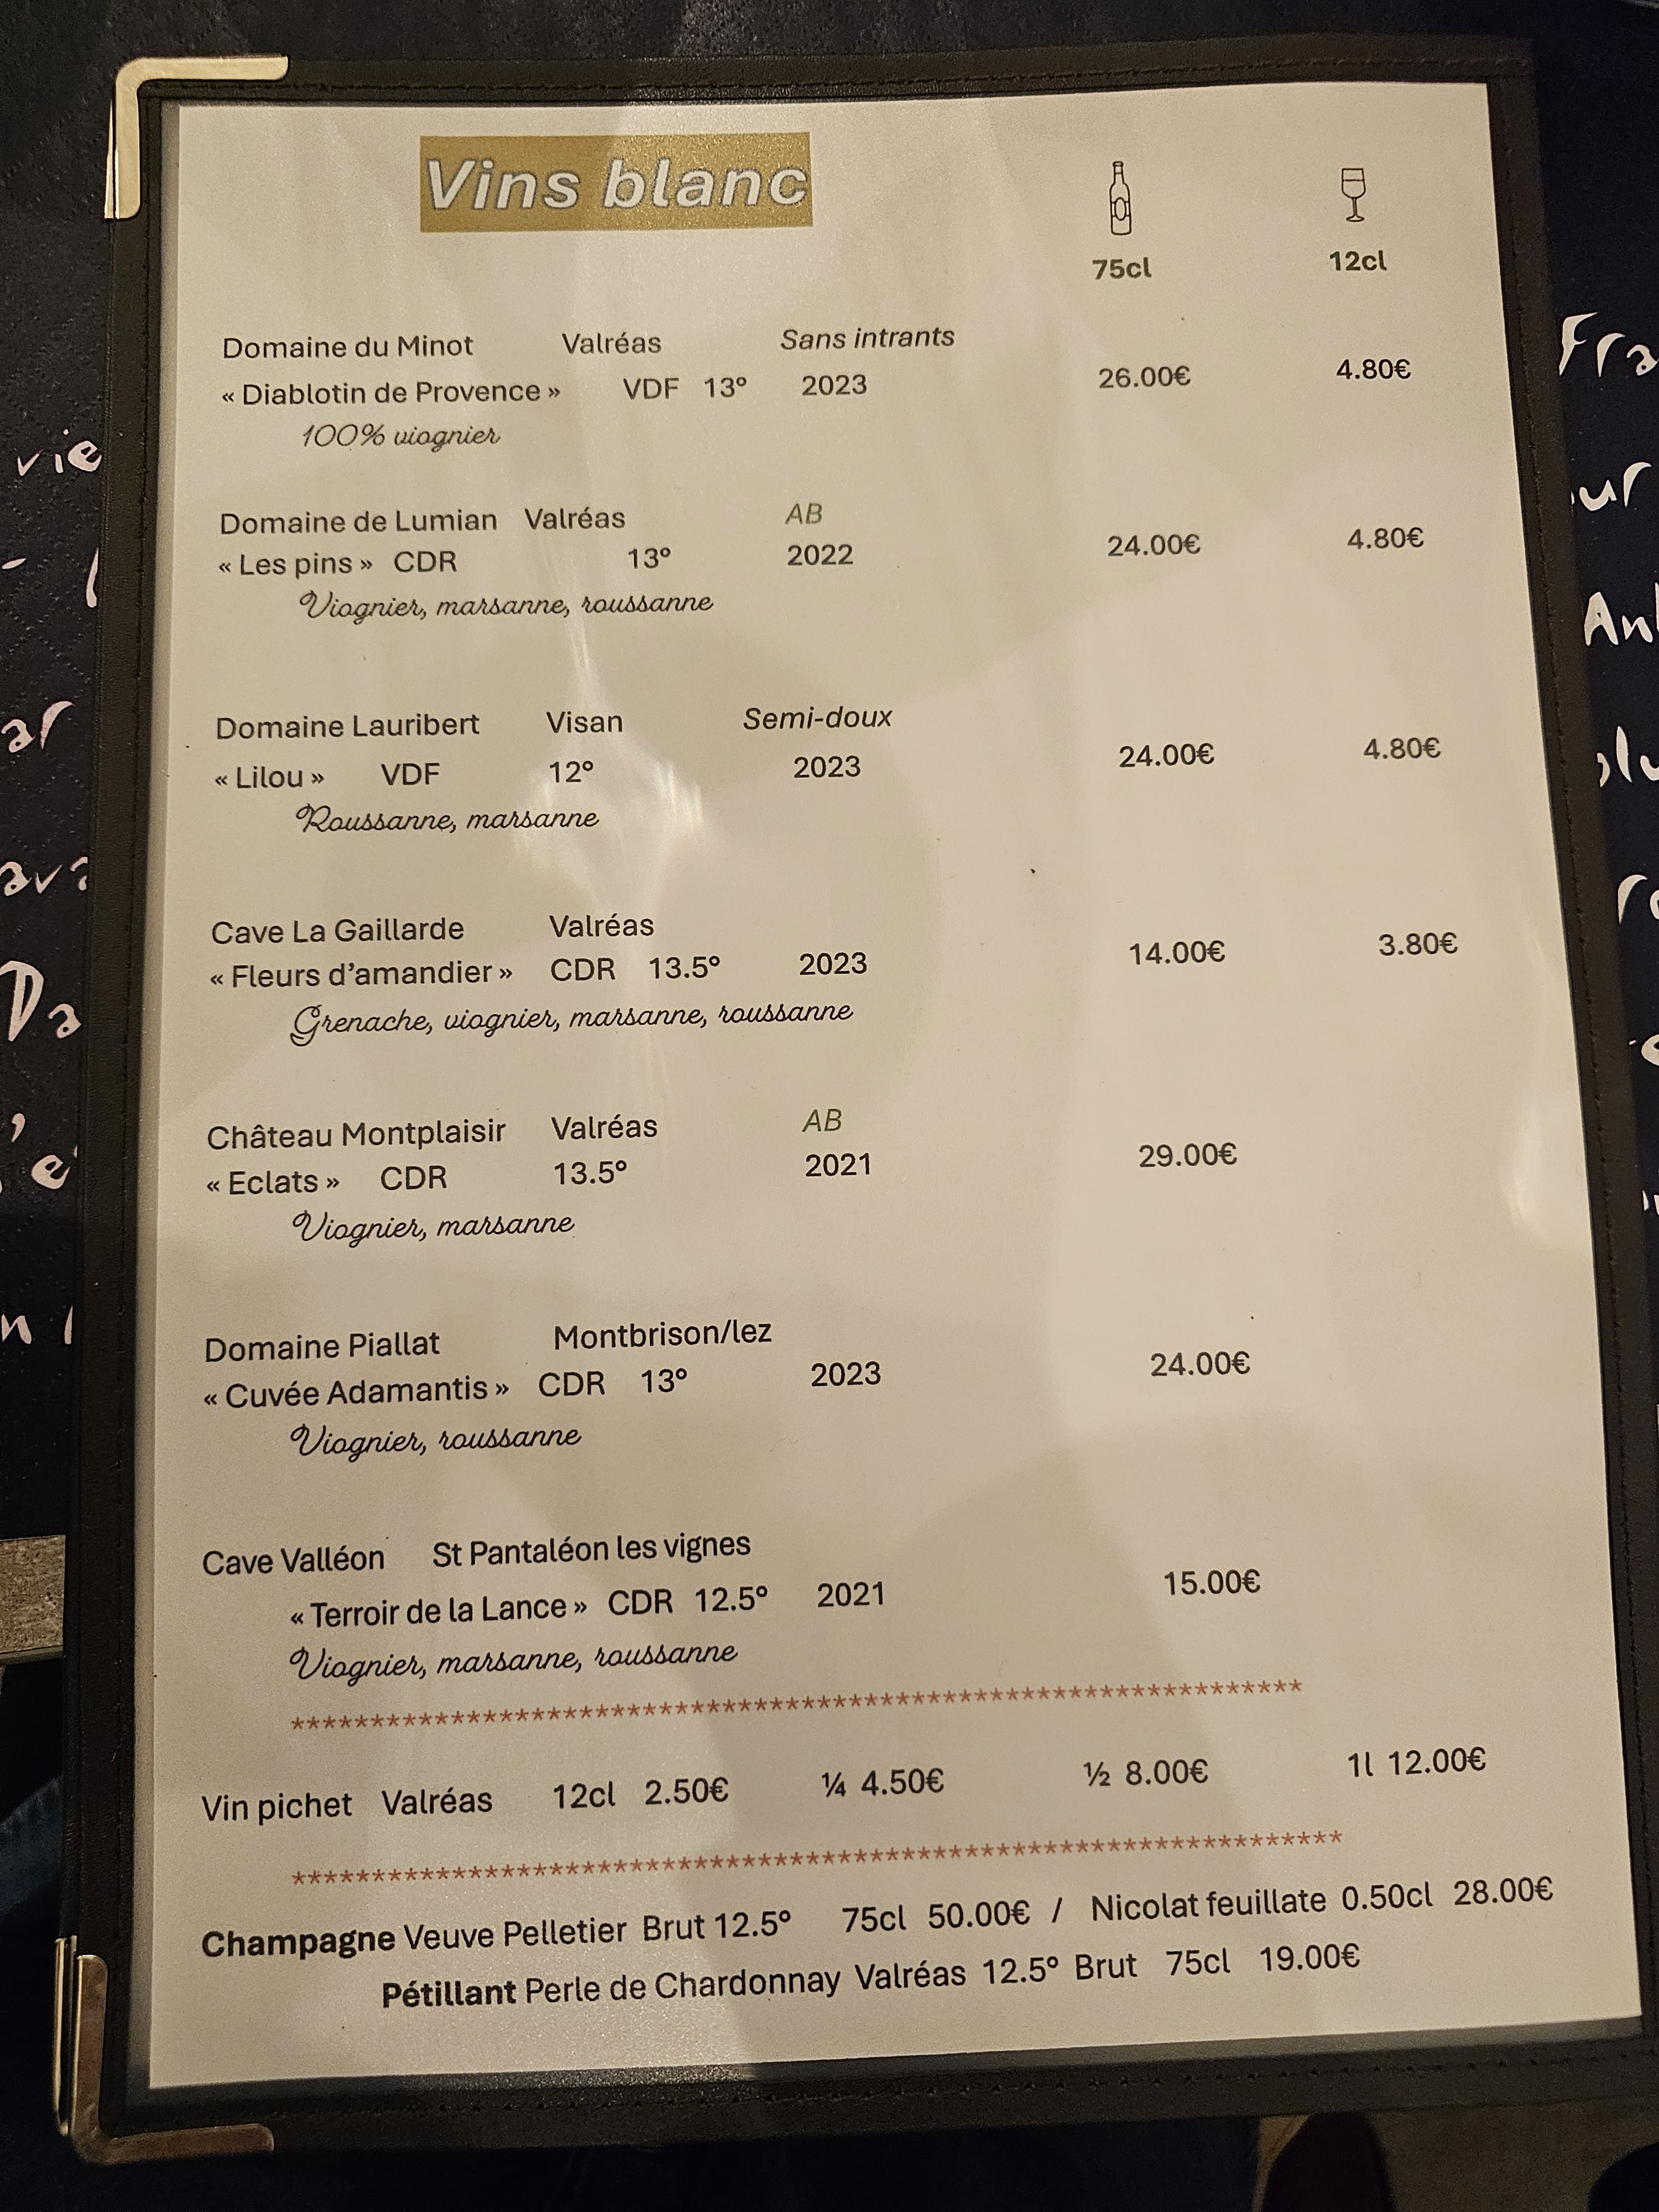 Vins blanc
75cl 12cl
Domaine du Minot Valréas Sans intrants
« Diablotin de Provence » VDF 13° 2023 26.00€ 4.80€
100% viognier
Domaine de Lumian Valréas AB
« Les pins » CDR 13° 2022 24.00€ 4.80€
Viognier, marsanne, roussanne
Domaine Lauribert Visan Semi-doux
« Lilou » VDF 12° 2023 24.00€ 4.80€
Roussanne, marsanne
Cave La Gaillarde Valréas
« Fleurs d'amandier » CDR 13.5° 2023 14.00€ 3.80€
Grenache, viognier, marsanne, roussanne
Château Montplaisir Valréas AB
« Eclats » CDR 13.5° 2021 29.00€
Viognier, marsanne
Domaine Piallat Montbrison/lez
« Cuvée Adamantis » CDR 13° 2023 24.00€
Viognier, roussanne
Cave Valléon St Pantaléon les vignes
« Terroir de la Lance » CDR 12.5° 2021 15.00€
Viognier, marsanne, roussanne
Vin pichet Valréas 12cl 2.50€ ¼ 4.50€ ½ 8.00€ 1l 12.00€
Champagne Veuve Pelletier Brut 12.5° 75cl 50.00€ / Nicolat feuillate 0.50cl 28.00€
Pétillant Perle de Chardonnay Valréas 12.5° Brut 75cl 19.00€